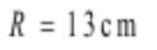 R = 13cm